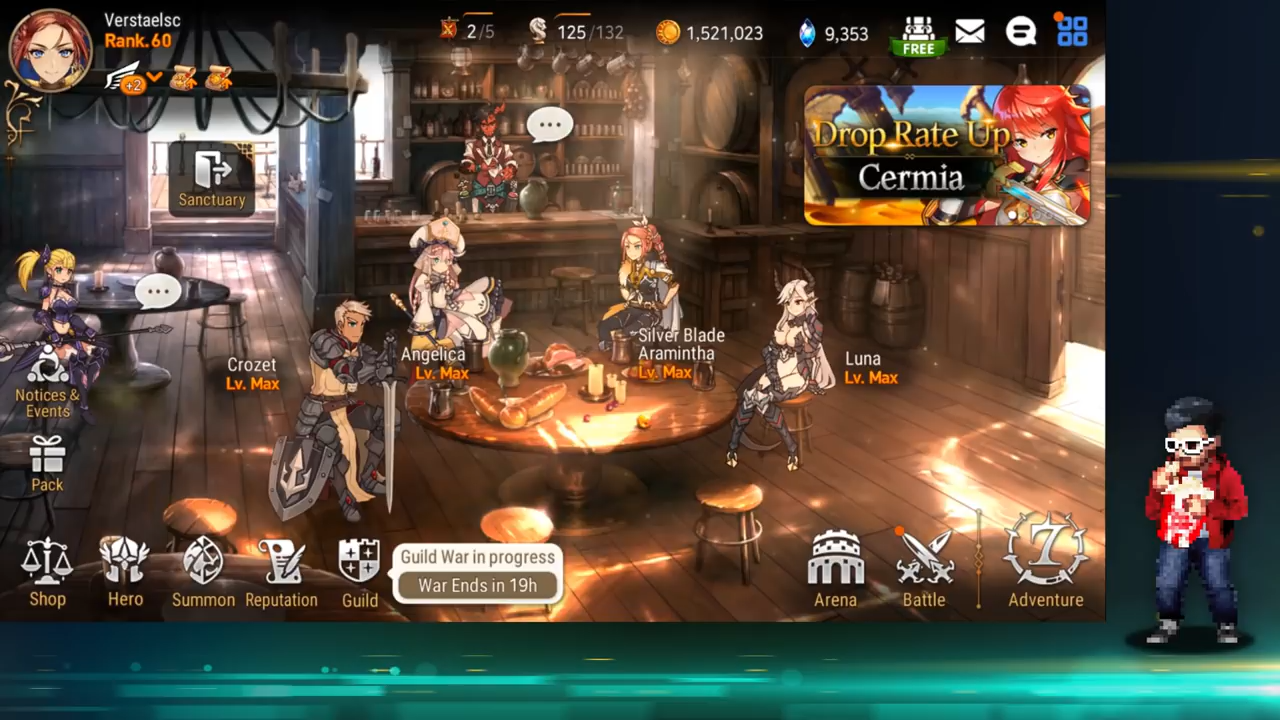 Verstaelsc
Rank.60
2/5
125/132
1,521,023
9,353
FREE
+2
Sanctuary
Drop Rate Up
Cermia
Crozet
Lv. Max
Angelica
Lv. Max
Silver Blade
Aramintha
Lv. Max
Luna
Lv. Max
Notices &
Events
Pack
Shop
Hero
Summon
Reputation
Guild
Guild War in progress
War Ends in 19h
Arena
Battle
7
Adventure